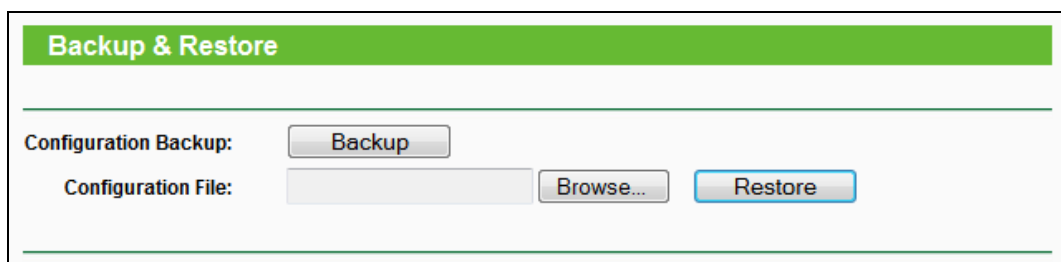 Backup & Restore
Configuration Backup: Backup
Configuration File: Browse... Restore